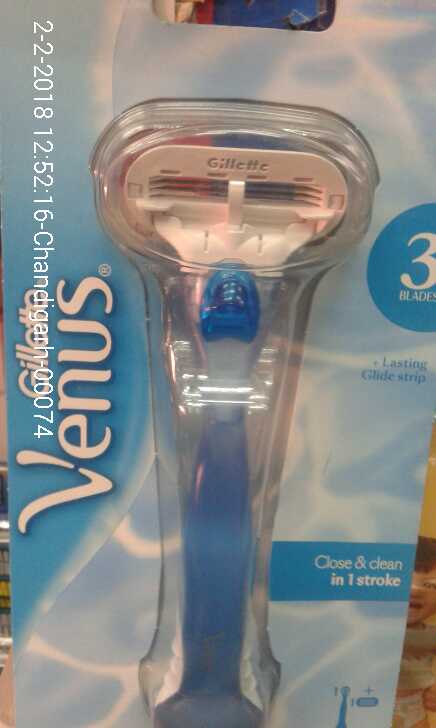 2-2-2018 12:52:16-Chandigarh-00074
Gillette
Venus®
Gillette
3
BLADES
+ Lasting
Glide strip
Close & clean
in 1 stroke